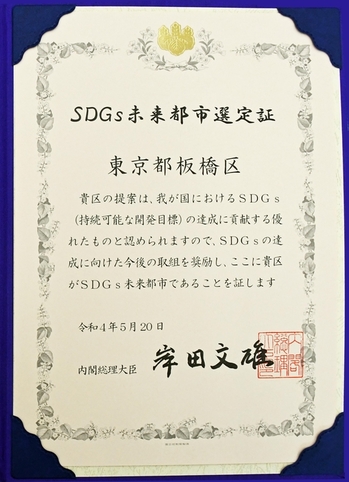 SDGs未来都市選定証
東京都板橋区
貴区の提案は、我が国におけるSDGs
(持続可能な開発目標)の達成に貢献する優
れたものと認められますので、SDGsの達
成に向けた今後の取組を奨励し、ここに貴区
がSDGs未来都市であることを証します
令和4年5月20日
内閣総理大臣 岸田文雄